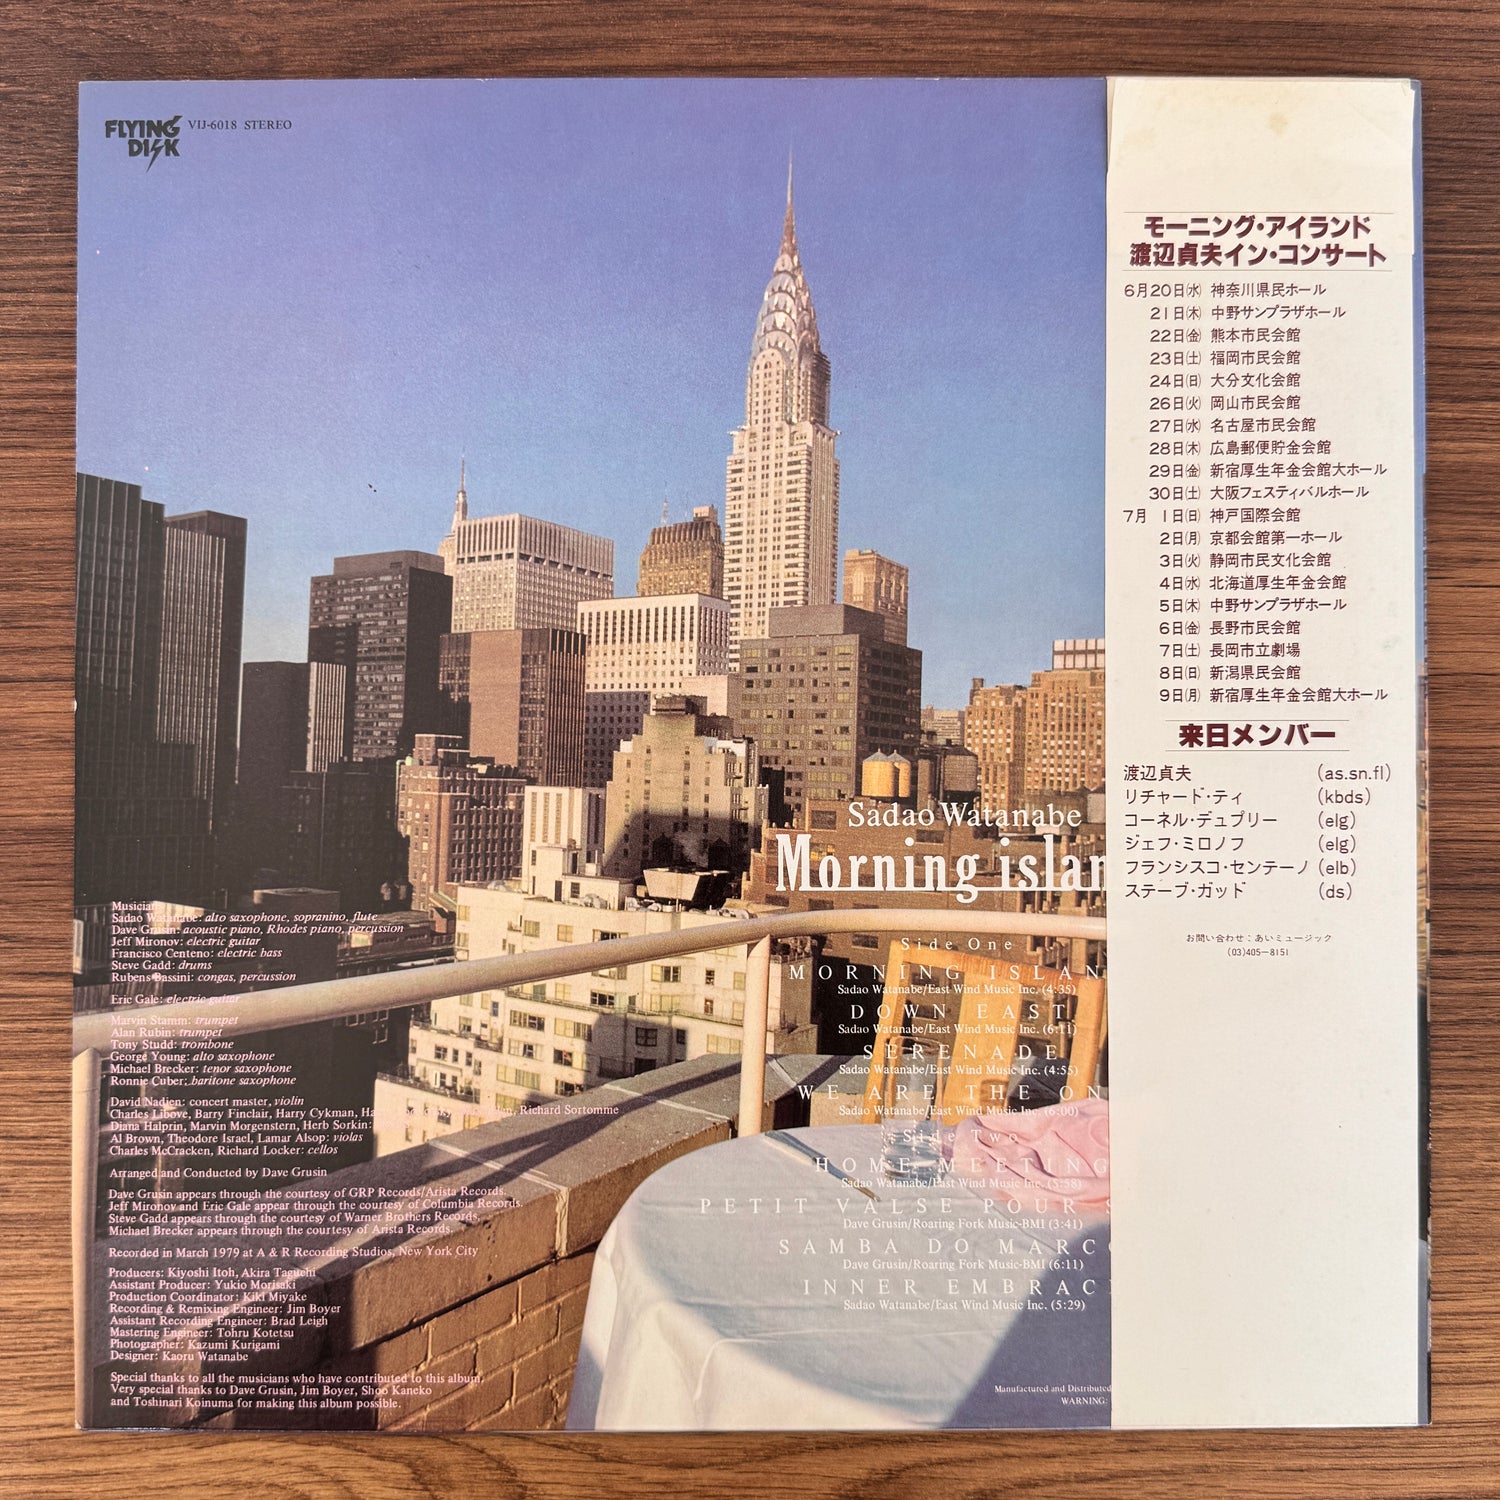 FLYING
DISK
VIJ-6018 STEREO
Sadao Watanabe
Morning islan
Side One
MORNING ISLAN
Sadao Watanabe/East Wind Music Inc. (4:35)
DOWN EAST
Sadao Watanabe/East Wind Music Inc. (6:11)
SERENADE
Sadao Watanabe/East Wind Music Inc. (4:55)
WE ARE THE ON
Sadao Watanabe/East Wind Music Inc. (6:00)
Side Two
HOME MEETING
Sadao Watanabe/East Wind Music Inc. (5:58)
PETIT VALSE POUR S
Dave Grusin/Roaring Fork Music-BMI (3:41)
SAMBA DO MARC
Dave Grusin/Roaring Fork Music-BMI (6:11)
INNER EMBRAC
Sadao Watanabe/East Wind Music Inc. (5:29)
Manufactured and Distributed
WARNING:
Musician
Sadao Watanabe: alto saxophone, sopranino, flute
Dave Grusin: acoustic piano, Rhodes piano, percussion
Jeff Mironov: electric guitar
Francisco Centeno: electric bass
Steve Gadd: drums
Rubens Bassini: congas, percussion
Eric Gale: electric guitar
Marvin Stamm: trumpet
Alan Rubin: trumpet
Tony Studd: trombone
George Young: alto saxophone
Michael Brecker: tenor saxophone
Ronnie Cuber: baritone saxophone
David Nadien: concert master, violin
Charles Libove, Barry Finclair, Harry Cykman, Richard Sortomme
Diana Halprin, Marvin Morgenstern, Herb Sorkin:
Al Brown, Theodore Israel, Lamar Alsop: violas
Charles McCracken, Richard Locker: cellos
Arranged and Conducted by Dave Grusin
Dave Grusin appears through the courtesy of GRP Records/Arista Records.
Jeff Mironov and Eric Gale appear through the courtesy of Columbia Records.
Steve Gadd appears through the courtesy of Warner Brothers Records.
Michael Brecker appears through the courtesy of Arista Records.
Recorded in March 1979 at A & R Recording Studios, New York City
Producers: Kiyoshi Itoh, Akira Taguchi
Assistant Producer: Yukio Morisaki
Production Coordinator: Kiki Miyake
Recording & Remixing Engineer: Jim Boyer
Assistant Recording Engineer: Brad Leigh
Mastering Engineer: Tohru Kotetsu
Photographer: Kazumi Kurigami
Designer: Kaoru Watanabe
Special thanks to all the musicians who have contributed to this album.
Very special thanks to Dave Grusin, Jim Boyer, Shoo Kaneko
and Toshinari Koinuma for making this album possible.
モーニング・アイランド
渡辺貞夫イン・コンサート
6月20日㈬ 神奈川県民ホール
21日㈭ 中野サンプラザホール
22日㈮ 熊本市民会館
23日㈯ 福岡市民会館
24日㈰ 大分文化会館
26日㈫ 岡山市民会館
27日㈬ 名古屋市民会館
28日㈭ 広島郵便貯金会館
29日㈮ 新宿厚生年金会館大ホール
30日㈯ 大阪フェスティバルホール
7月 1日㈰ 神戸国際会館
2日㈪ 京都会館第一ホール
3日㈫ 静岡市民文化会館
4日㈬ 北海道厚生年金会館
5日㈭ 中野サンプラザホール
6日㈮ 長野市民会館
7日㈯ 長岡市立劇場
8日㈰ 新潟県民会館
9日㈪ 新宿厚生年金会館大ホール
来日メンバー
渡辺貞夫 (as.sn.fl)
リチャード・ティ (kbds)
コーネル・デュプリー (elg)
ジェフ・ミロノフ (elg)
フランシスコ・センテーノ (elb)
ステーブ・ガッド (ds)
お問い合わせ：あいミュージック
(03)405-8151